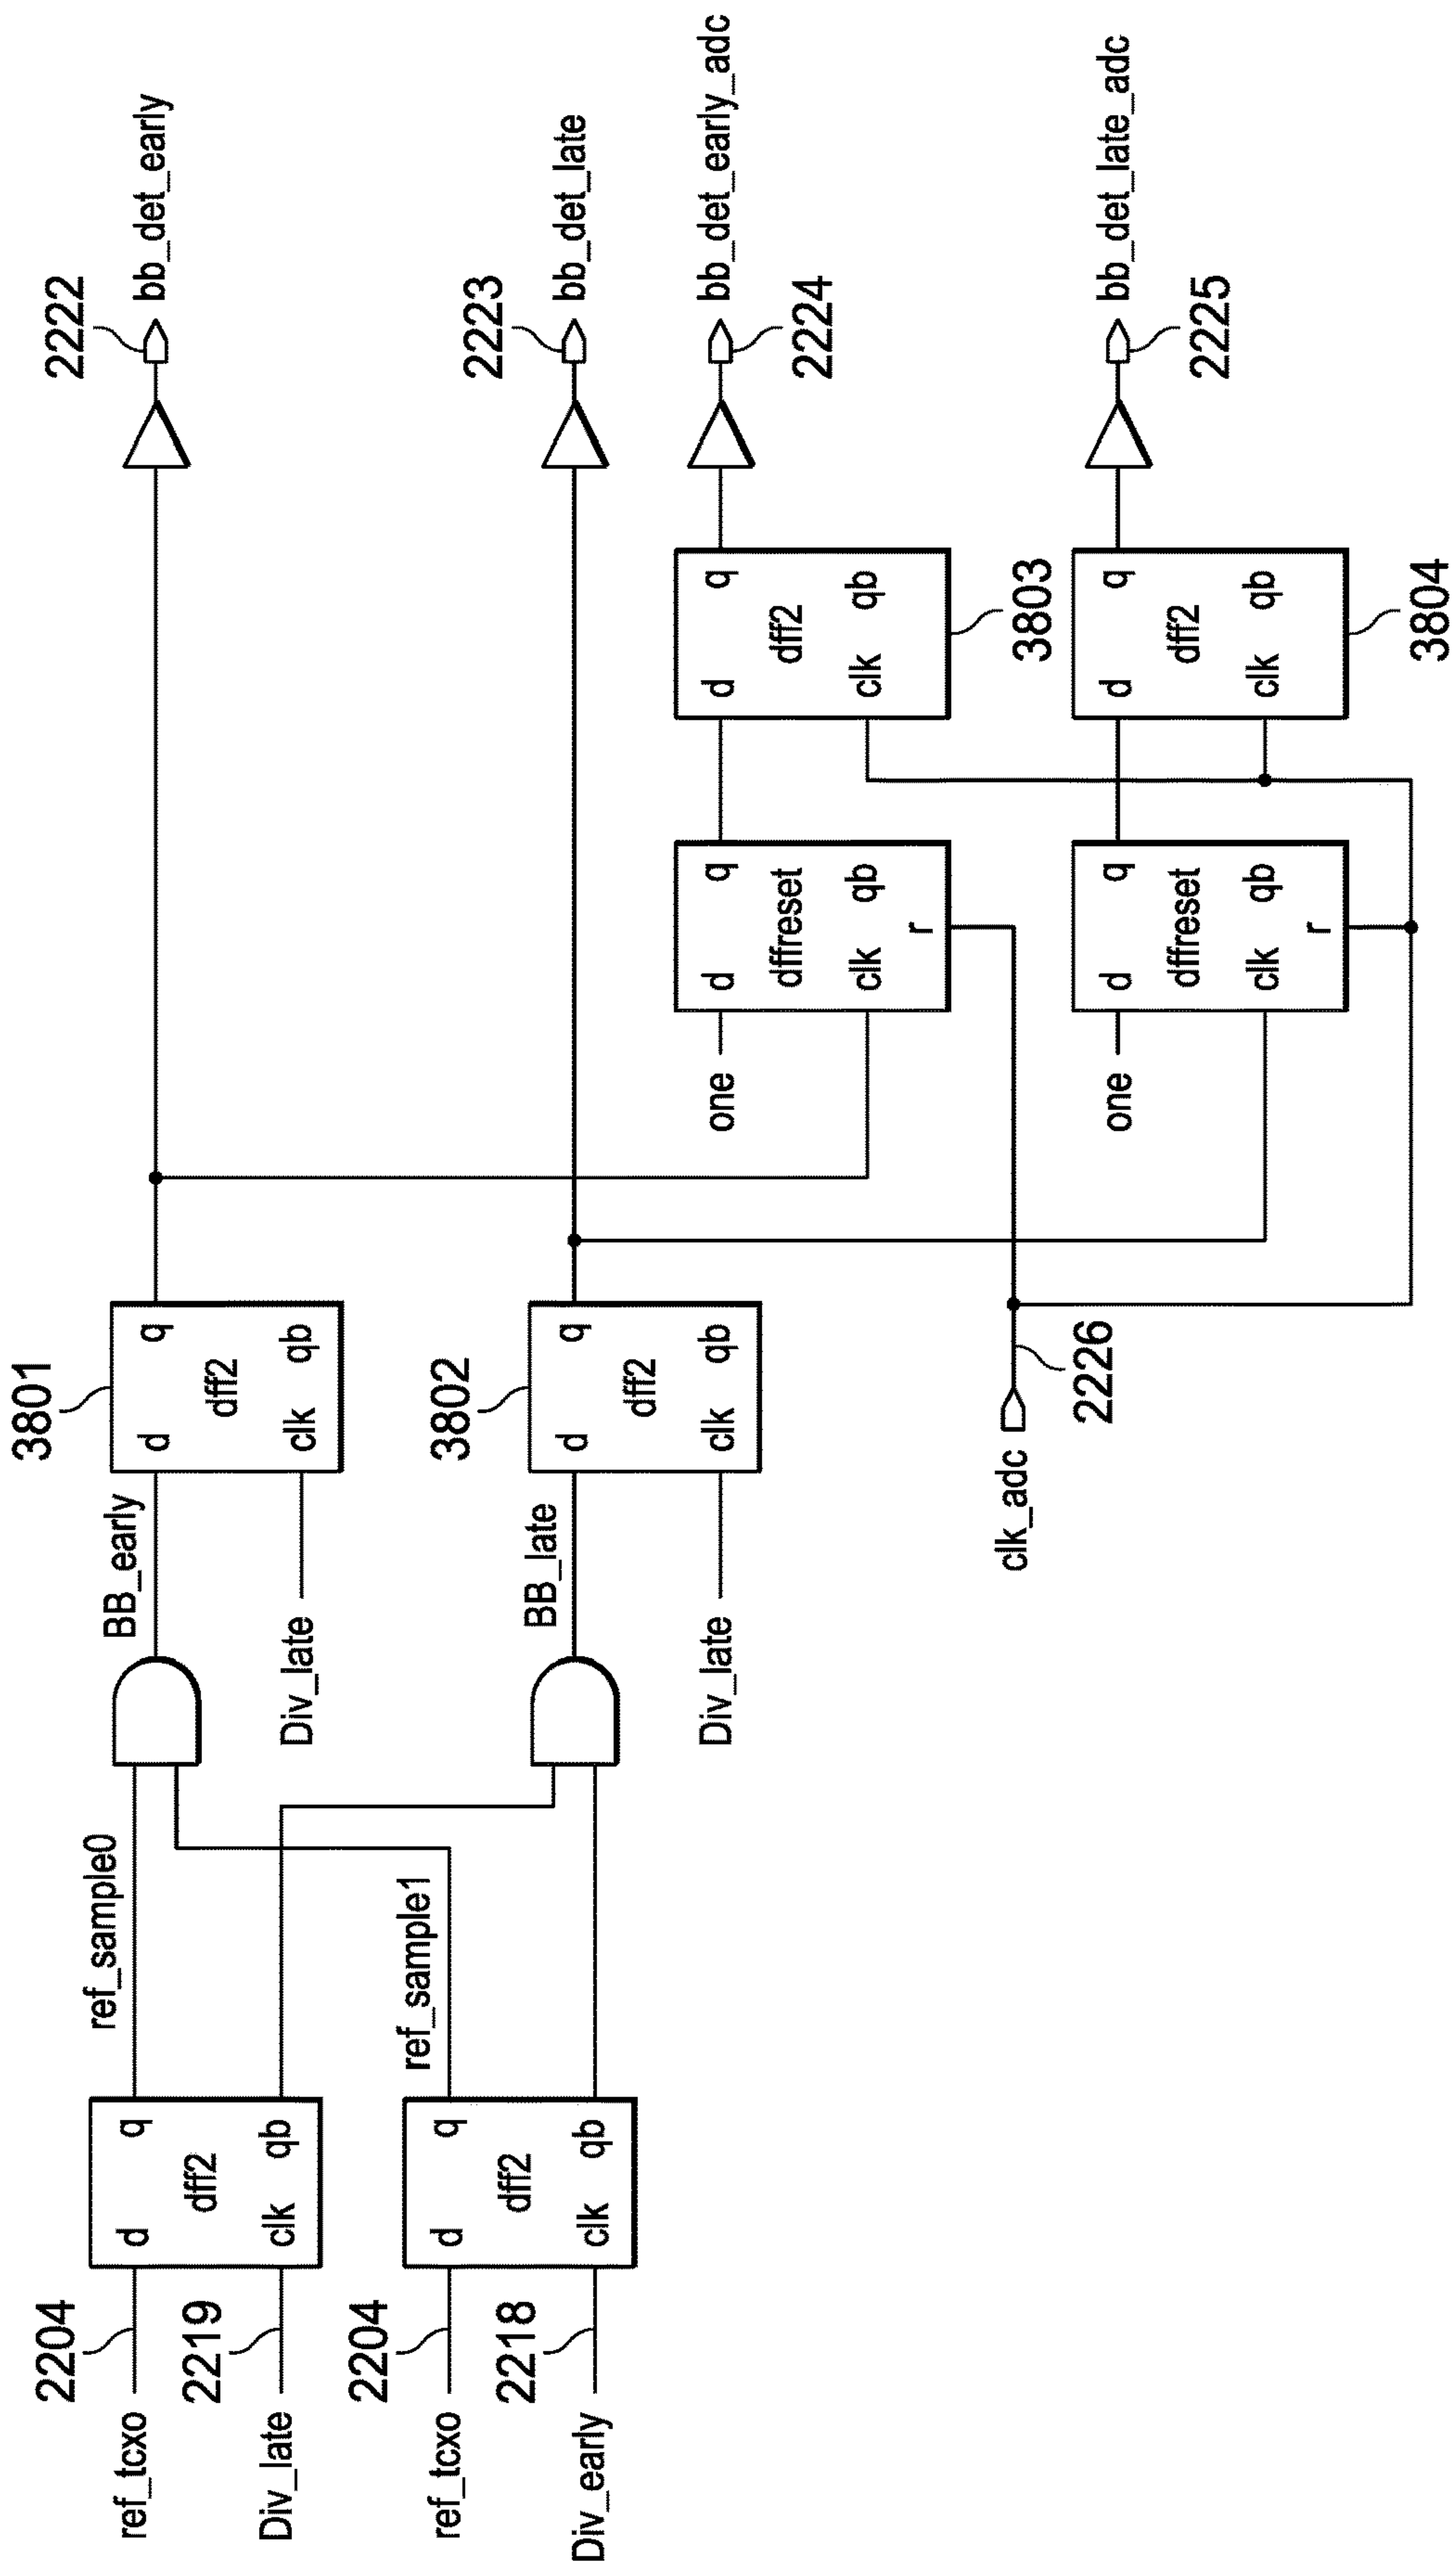 2204
ref_tcxo
d
q
dff2
clk
qb
2219
Div_late
ref_sample0
2204
ref_tcxo
d
q
dff2
clk
qb
2218
Div_early
ref_sample1
BB_early
3801
d
q
dff2
clk
qb
Div_late
BB_late
3802
d
q
dff2
clk
qb
Div_late
2222
bb_det_early
2223
bb_det_late
one
d
q
dffreset
clk
qb
r
d
q
dff2
clk
qb
3803
bb_det_early_adc
2224
clk_adc
2226
one
d
q
dffreset
clk
qb
r
d
q
dff2
clk
qb
3804
bb_det_late_adc
2225